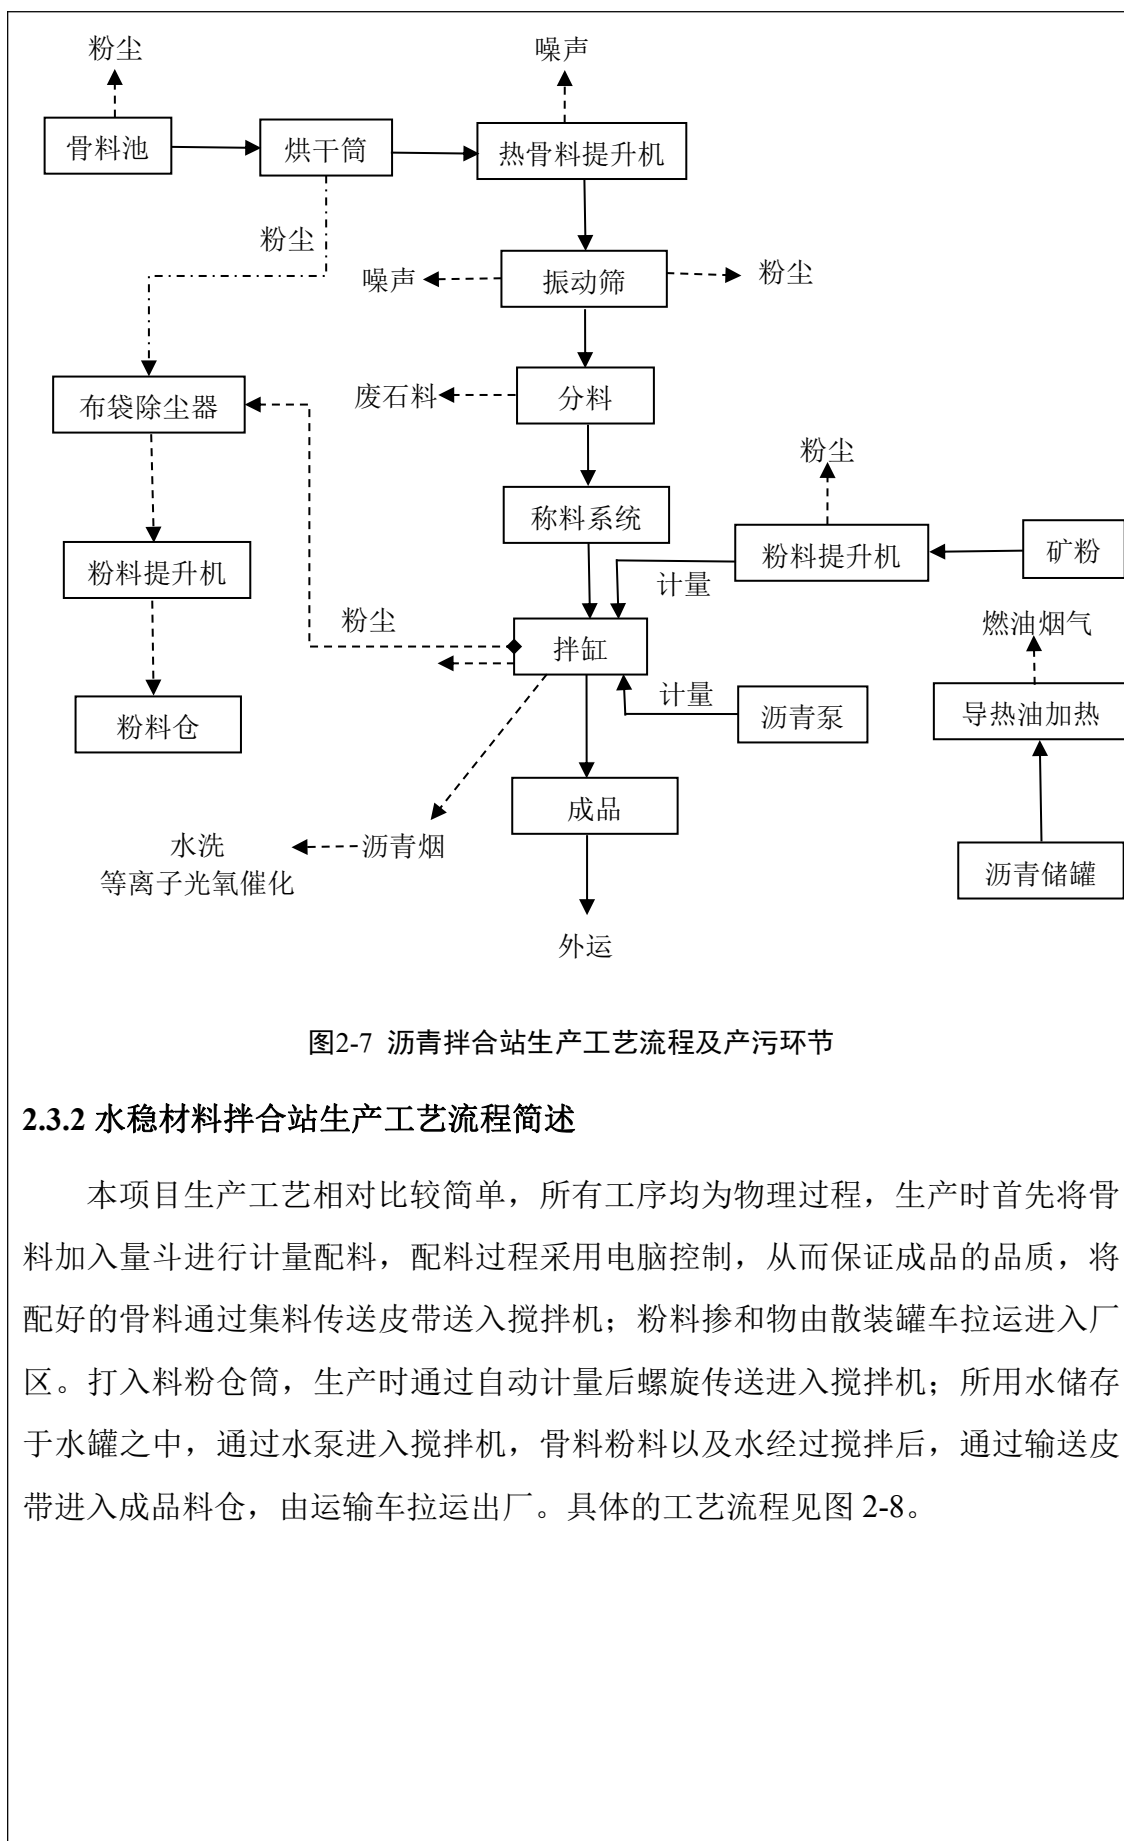 粉尘
噪声
骨料池
烘干筒
热骨料提升机
粉尘
噪声
振动筛
粉尘
布袋除尘器
废石料
分料
粉尘
称料系统
粉料提升机
粉料提升机
矿粉
计量
粉尘
拌缸
燃油烟气
粉料仓
计量
沥青泵
导热油加热
成品
水洗
沥青烟
等离子光氧催化
沥青储罐
外运
图2-7 沥青拌合站生产工艺流程及产污环节
2.3.2 水稳材料拌合站生产工艺流程简述
本项目生产工艺相对比较简单，所有工序均为物理过程，生产时首先将骨
料加入量斗进行计量配料，配料过程采用电脑控制，从而保证成品的品质，将
配好的骨料通过集料传送皮带送入搅拌机；粉料掺和物由散装罐车拉运进入厂
区。打入料粉仓筒，生产时通过自动计量后螺旋传送进入搅拌机；所用水储存
于水罐之中，通过水泵进入搅拌机，骨料粉料以及水经过搅拌后，通过输送皮
带进入成品料仓，由运输车拉运出厂。具体的工艺流程见图 2-8。